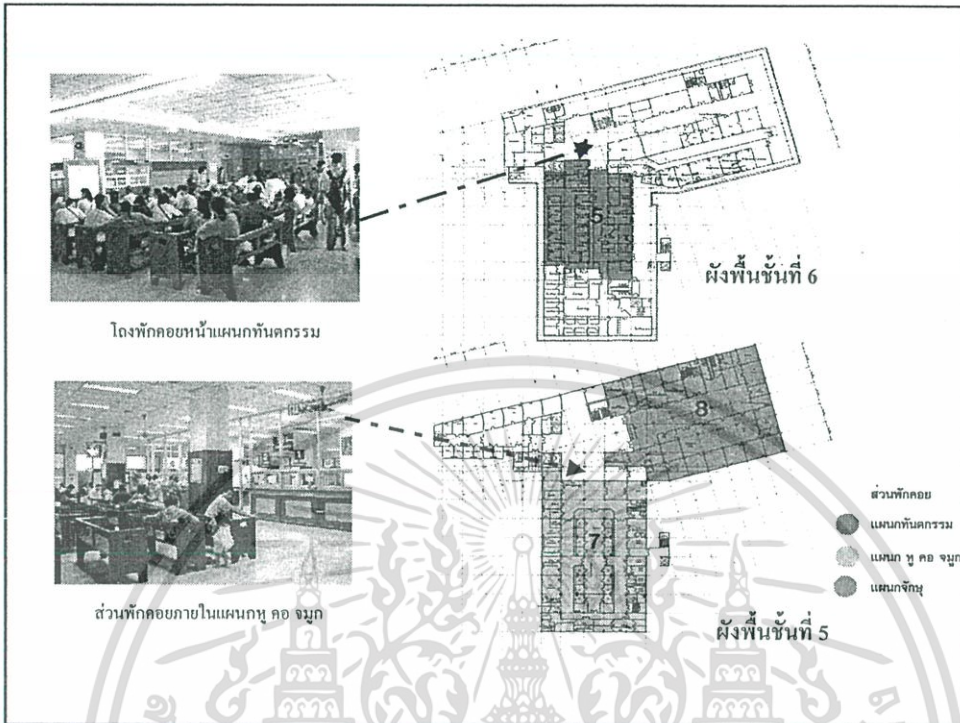 โถงพักคอยหน้าแผนกทันตกรรม
5
ผังพื้นชั้นที่ 6
ส่วนพักคอยภายในแผนกหู คอ จมูก
8
7
ผังพื้นชั้นที่ 5
ส่วนพักคอย
แผนกทันตกรรม
แผนก หู คอ จมูก
แผนกจักษุ